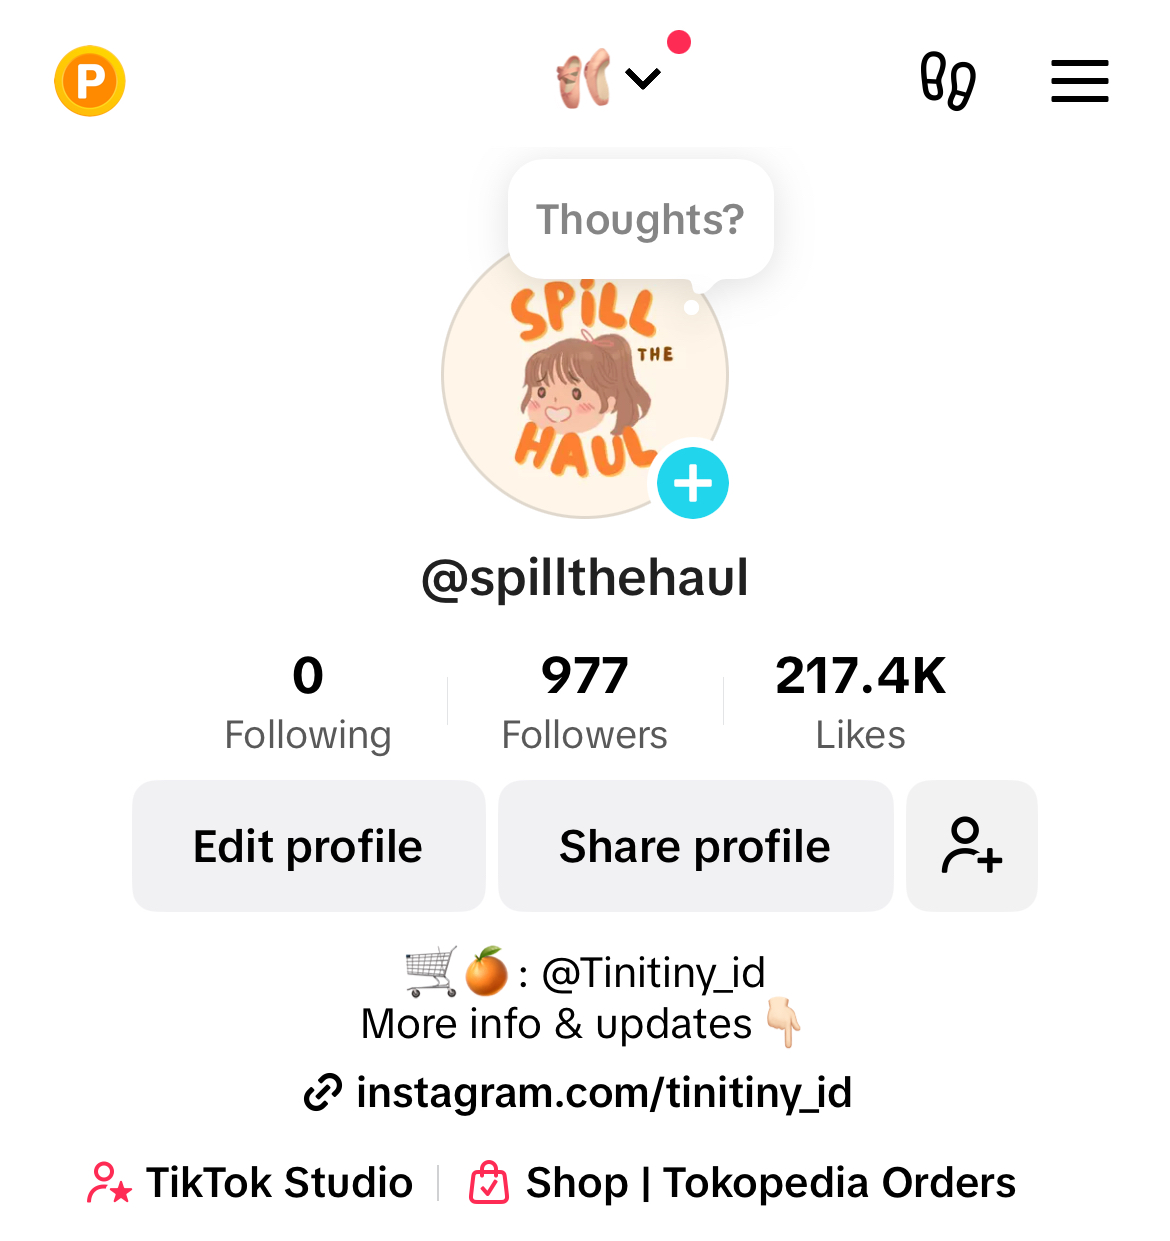 P
Thoughts?
SPiLL
THE
HAUL
@spillthehaul
0 977 217.4K
Following Followers Likes
Edit profile Share profile
🛒🍊 : @Tinitiny_id
More info & updates 👇🏻
instagram.com/tinitiny_id
TikTok Studio Shop | Tokopedia Orders